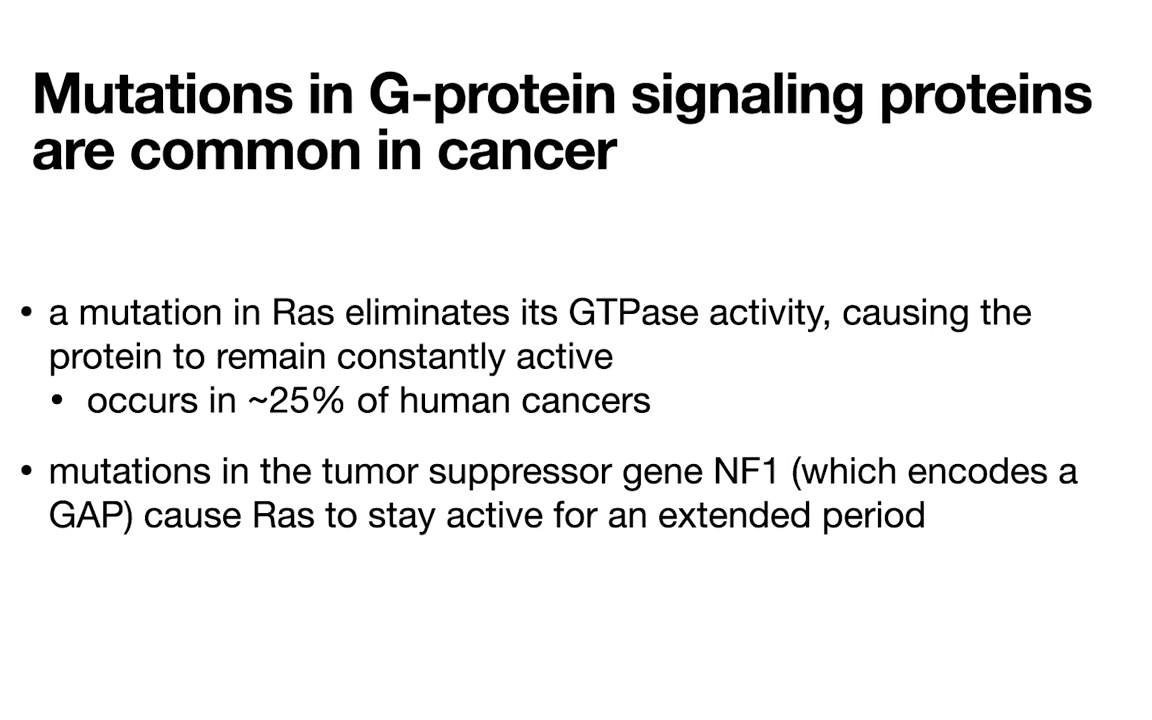 Mutations in G-protein signaling proteins
are common in cancer
• a mutation in Ras eliminates its GTPase activity, causing the
protein to remain constantly active
• occurs in ~25% of human cancers
• mutations in the tumor suppressor gene NF1 (which encodes a
GAP) cause Ras to stay active for an extended period